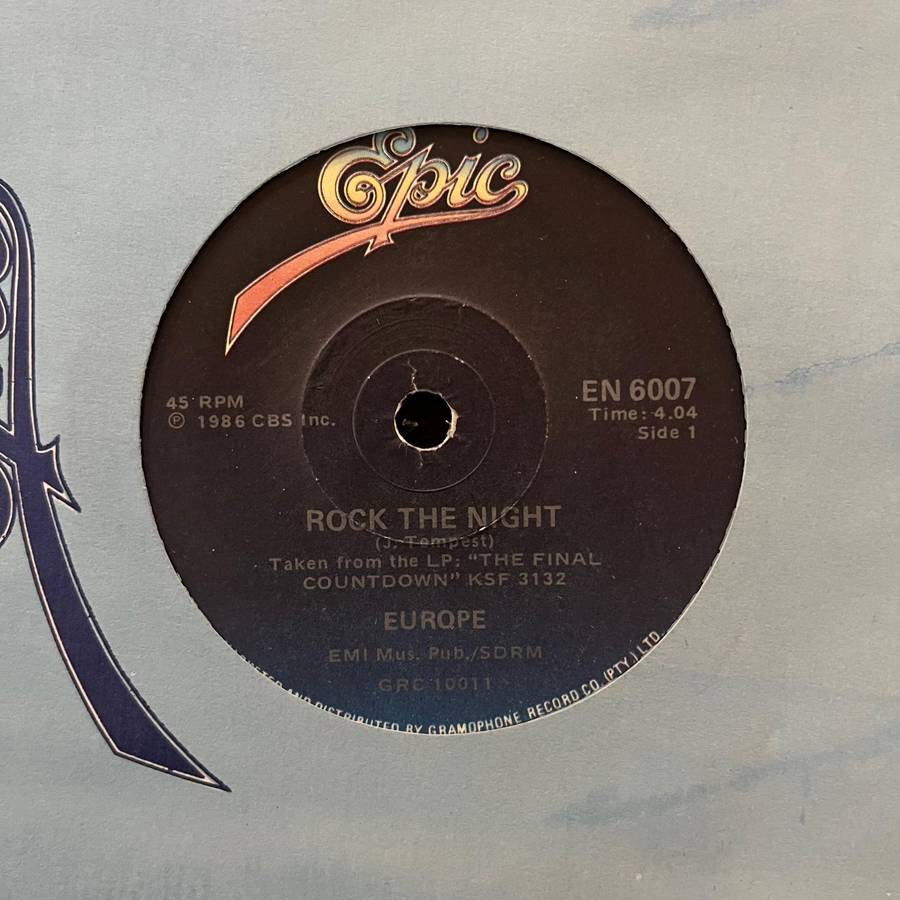 Epic
45 RPM
℗ 1986 CBS Inc.
EN 6007
Time: 4.04
Side 1
ROCK THE NIGHT
(J. Tempest)
Taken from the LP: "THE FINAL
COUNTDOWN" KSF 3132
EUROPE
EMI Mus. Pub./SDRM
GRC 10011
AND DISTRIBUTED BY GRAMOPHONE RECORD CO. (PTY.) LTD.